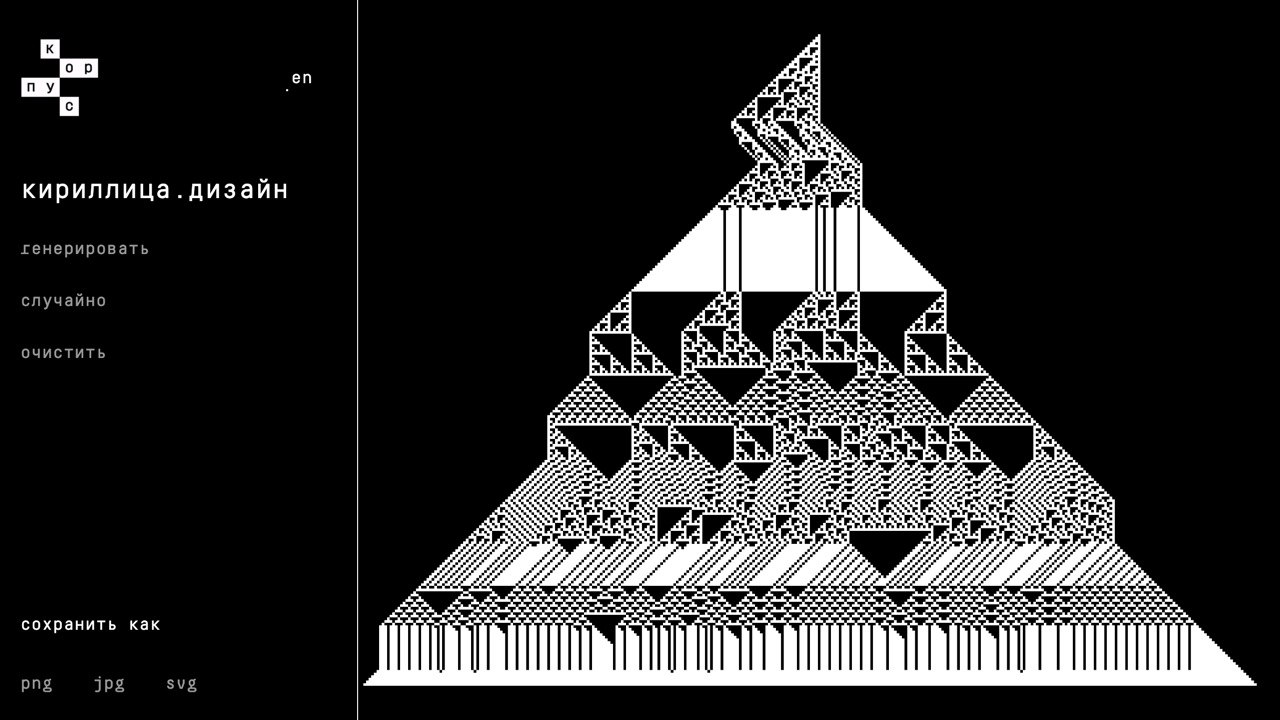 к
ор
пу
с
.en
кириллица.дизайн
генерировать
случайно
очистить
сохранить как
png jpg svg